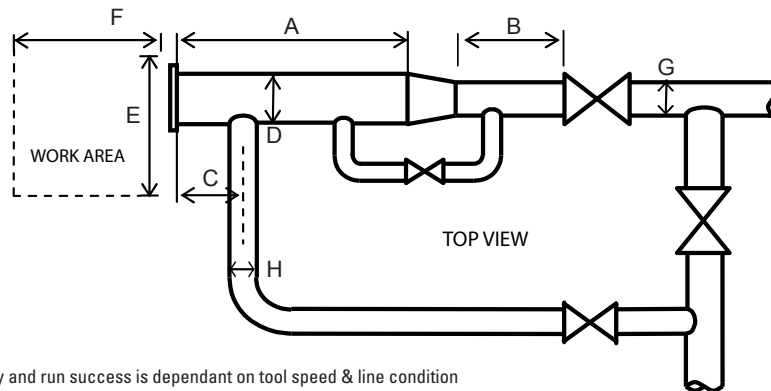 F
A
B
G
E
D
WORK AREA
C
TOP VIEW
H
y and run success is dependant on tool speed & line condition